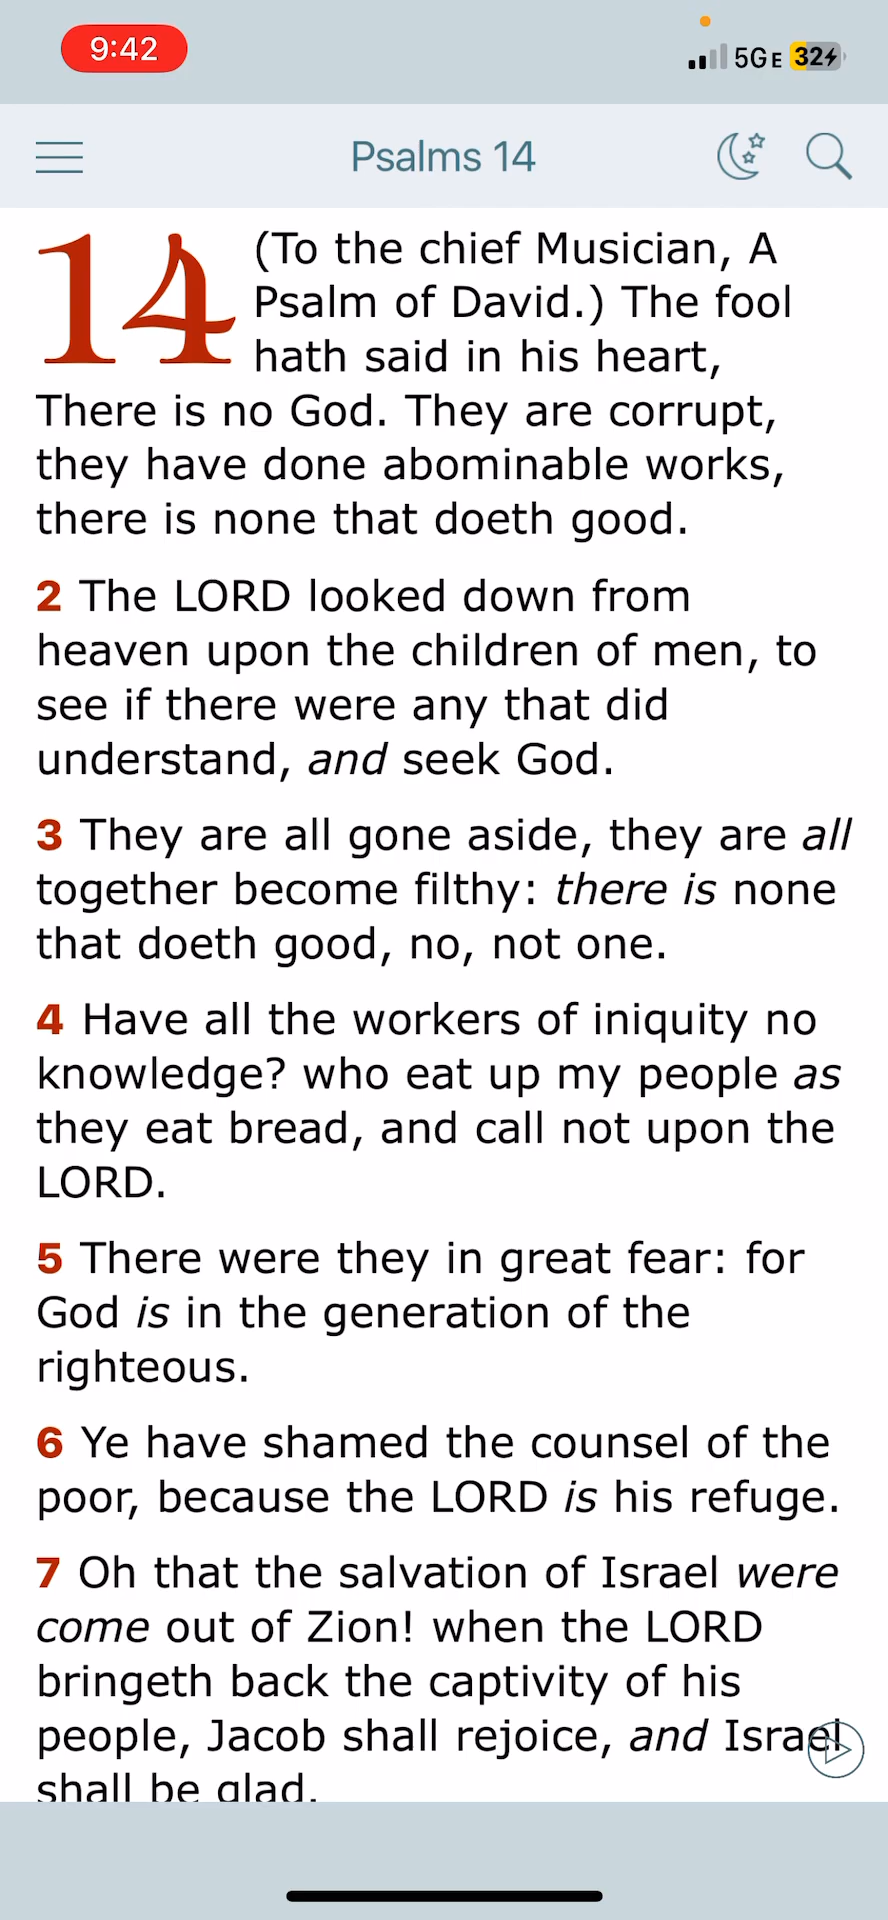 9:42
5GE 32
Psalms 14
14 (To the chief Musician, A
Psalm of David.) The fool
hath said in his heart,
There is no God. They are corrupt,
they have done abominable works,
there is none that doeth good.
2 The LORD looked down from
heaven upon the children of men, to
see if there were any that did
understand, and seek God.
3 They are all gone aside, they are all
together become filthy: there is none
that doeth good, no, not one.
4 Have all the workers of iniquity no
knowledge? who eat up my people as
they eat bread, and call not upon the
LORD.
5 There were they in great fear: for
God is in the generation of the
righteous.
6 Ye have shamed the counsel of the
poor, because the LORD is his refuge.
7 Oh that the salvation of Israel were
come out of Zion! when the LORD
bringeth back the captivity of his
people, Jacob shall rejoice, and Israel
shall be glad.